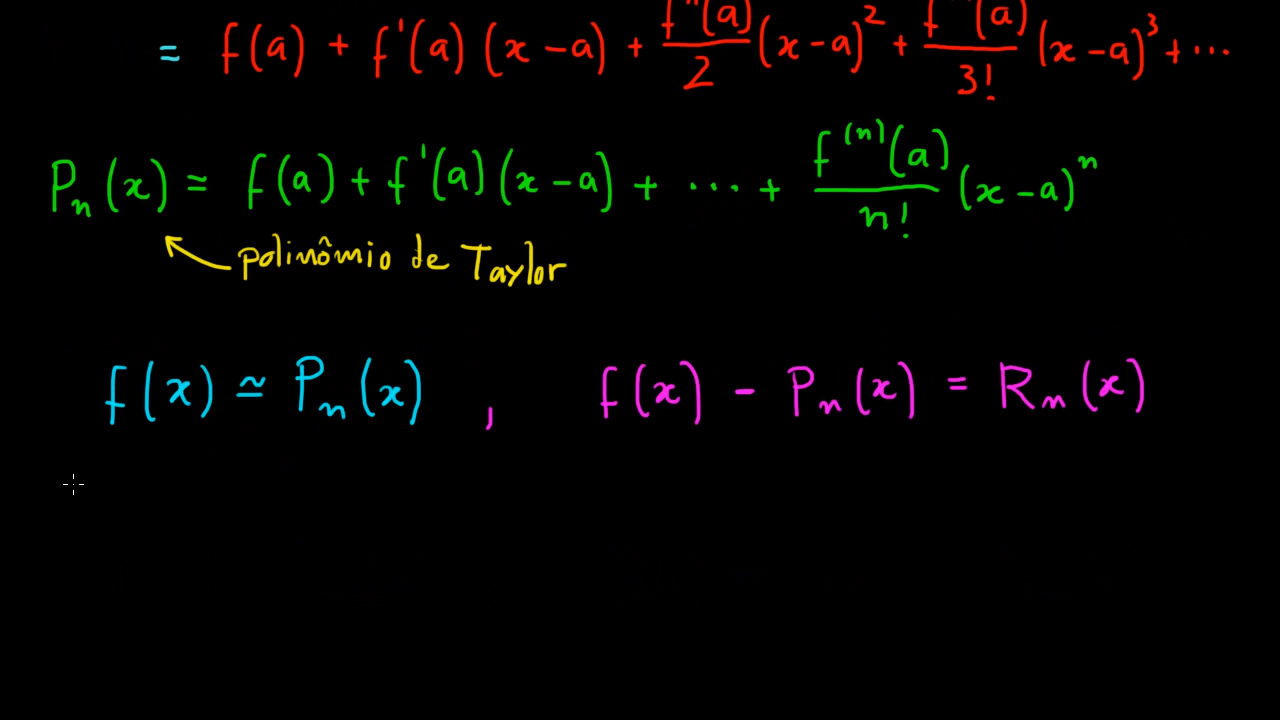 = f(a) + f'(a) (x-a) + f''(a)/2 (x-a)² + f'''(a)/3! (x-a)³ + ...
Pₙ(x) = f(a) + f'(a)(x-a) + ... + f⁽ⁿ⁾(a)/n! (x-a)ⁿ
polinômio de Taylor
f(x) ≃ Pₙ(x) , f(x) - Pₙ(x) = Rₙ(x)